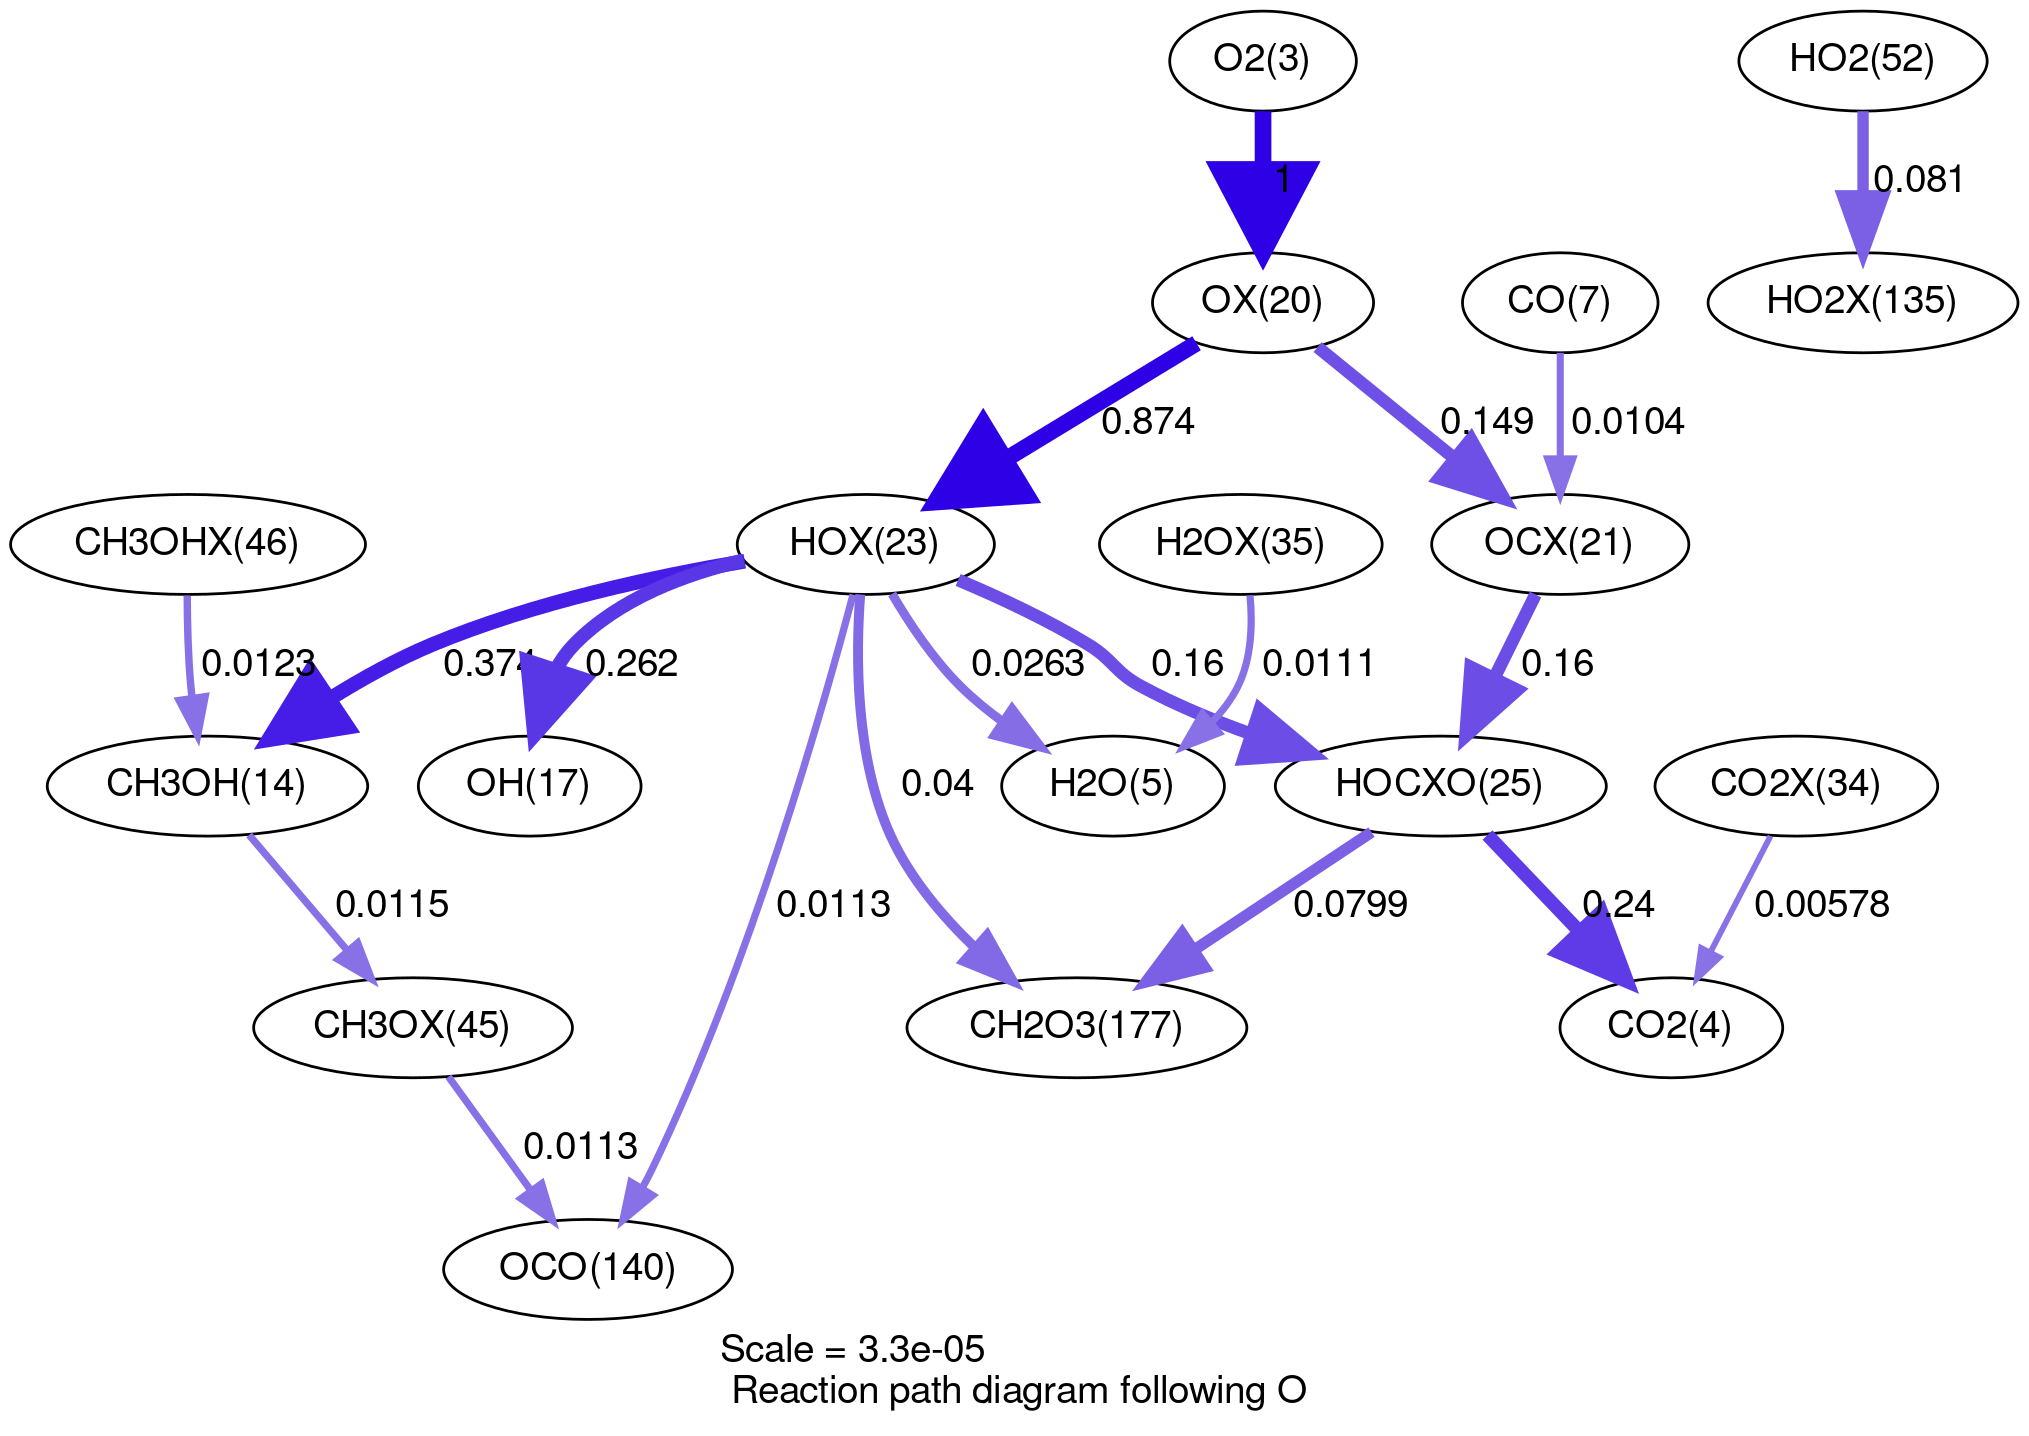 O2(3)
HO2(52)
1
0.081
OX(20)
CO(7)
HO2X(135)
0.874
0.149
0.0104
CH3OHX(46)
HOX(23)
H2OX(35)
OCX(21)
0.0123
0.374
0.262
0.0263
0.16
0.0111
0.16
CH3OH(14)
OH(17)
H2O(5)
HOCXO(25)
CO2X(34)
0.04
0.0115
0.0113
0.0799
0.24
0.00578
CH3OX(45)
CH2O3(177)
CO2(4)
0.0113
OCO(140)
Scale = 3.3e-05
Reaction path diagram following O